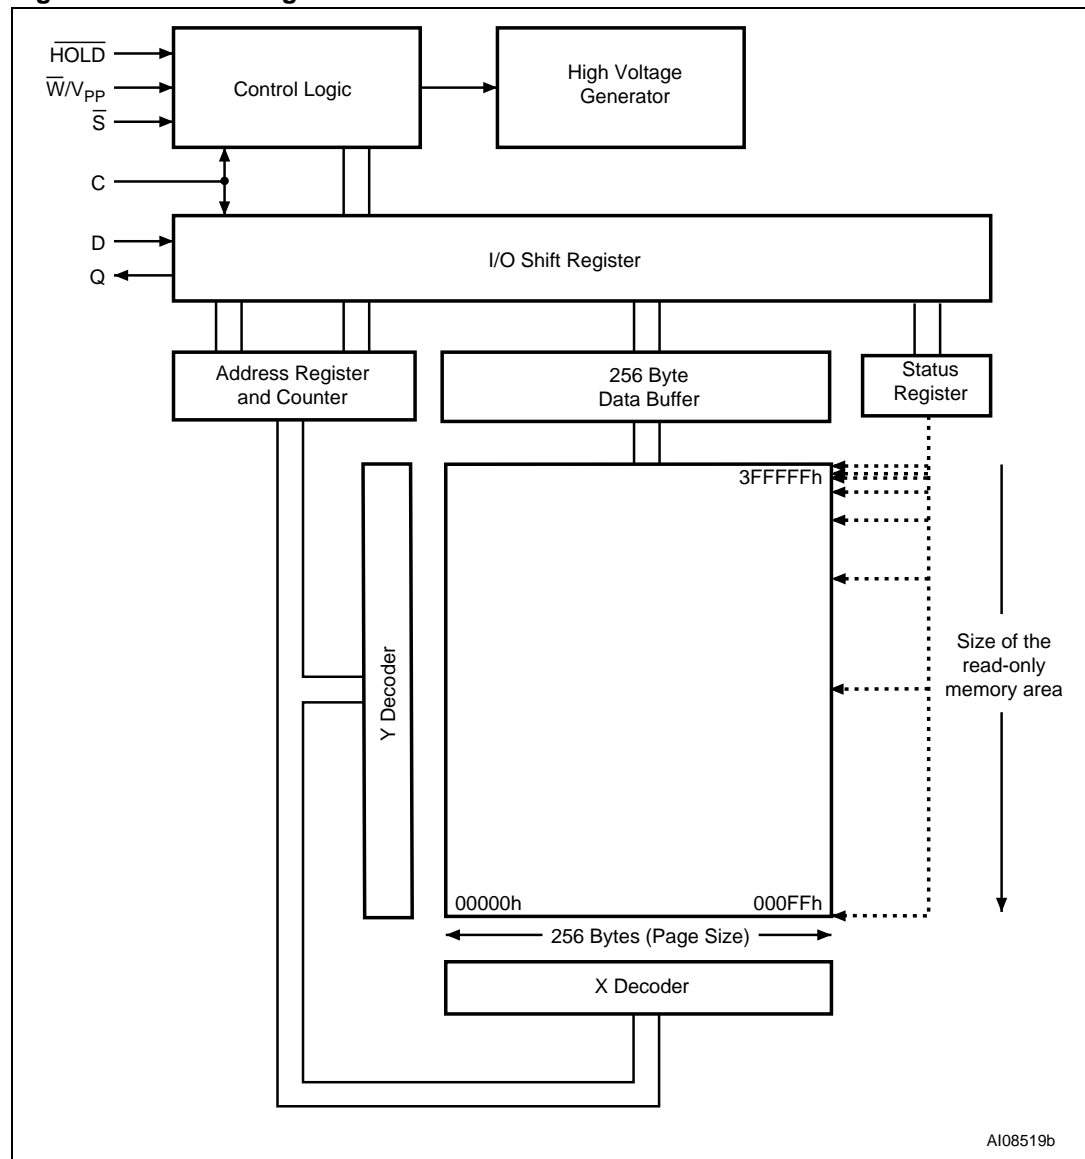 HOLD
W/VPP
S
C
D
Q
Control Logic
High Voltage
Generator
I/O Shift Register
Address Register
and Counter
256 Byte
Data Buffer
Status
Register
3FFFFFh
Y Decoder
Size of the
read-only
memory area
00000h
000FFh
256 Bytes (Page Size)
X Decoder
AI08519b